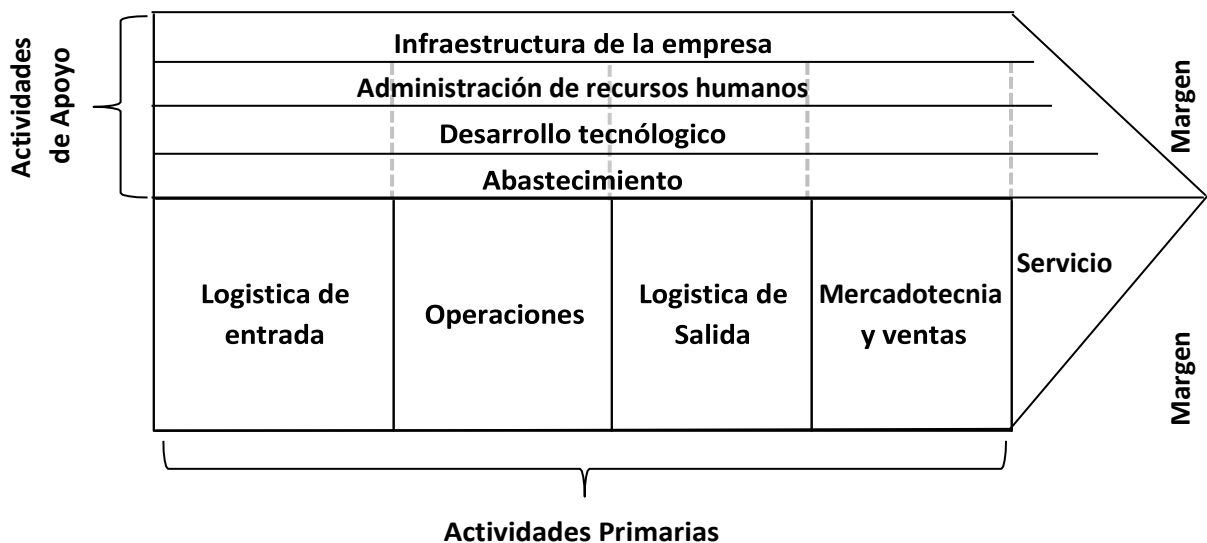 Actividades
de Apoyo
Infraestructura de la empresa
Administración de recursos humanos
Desarrollo tecnólogico
Abastecimiento
Margen
Logistica de
entrada
Operaciones
Logistica de
Salida
Mercadotecnia
y ventas
Servicio
Margen
Actividades Primarias